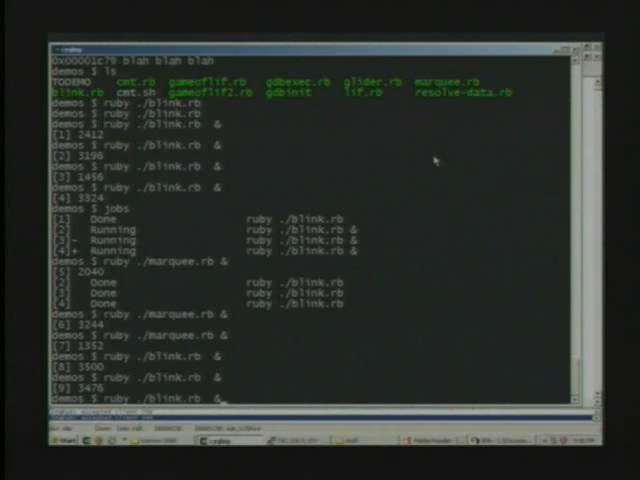 0x00001c79 blah blah blah
demos $ ls
TODEMO cmt.rb gameoflif.rb gdbexec.rb glider.rb marquee.rb
blink.rb cmt.sh gameoflif2.rb gdbinit lif.rb resolve-data.rb
demos $ ruby ./blink.rb
demos $ ruby ./blink.rb
demos $ ruby ./blink.rb &
[1] 2412
demos $ ruby ./blink.rb &
[2] 3196
demos $ ruby ./blink.rb &
[3] 1456
demos $ ruby ./blink.rb &
[4] 3324
demos $ jobs
[1] Done ruby ./blink.rb
[2] Running ruby ./blink.rb &
[3]- Running ruby ./blink.rb &
[4]+ Running ruby ./blink.rb &
demos $ ruby ./marquee.rb &
[5] 2040
[2] Done ruby ./blink.rb
[3] Done ruby ./blink.rb
[4] Done ruby ./blink.rb
demos $ ruby ./marquee.rb &
[6] 3244
demos $ ruby ./marquee.rb &
[7] 1352
demos $ ruby ./blink.rb &
[8] 3500
demos $ ruby ./blink.rb &
[9] 3476
demos $ ruby ./blink.rb &